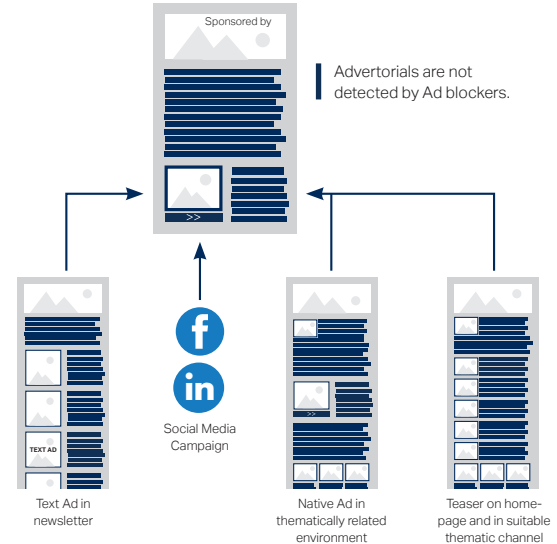 Sponsored by
Advertorials are not
detected by Ad blockers.
>>
f
in
TEXT AD
>>
Social Media
Campaign
Text Ad in
newsletter
Native Ad in
thematically related
environment
Teaser on home-
page and in suitable
thematic channel